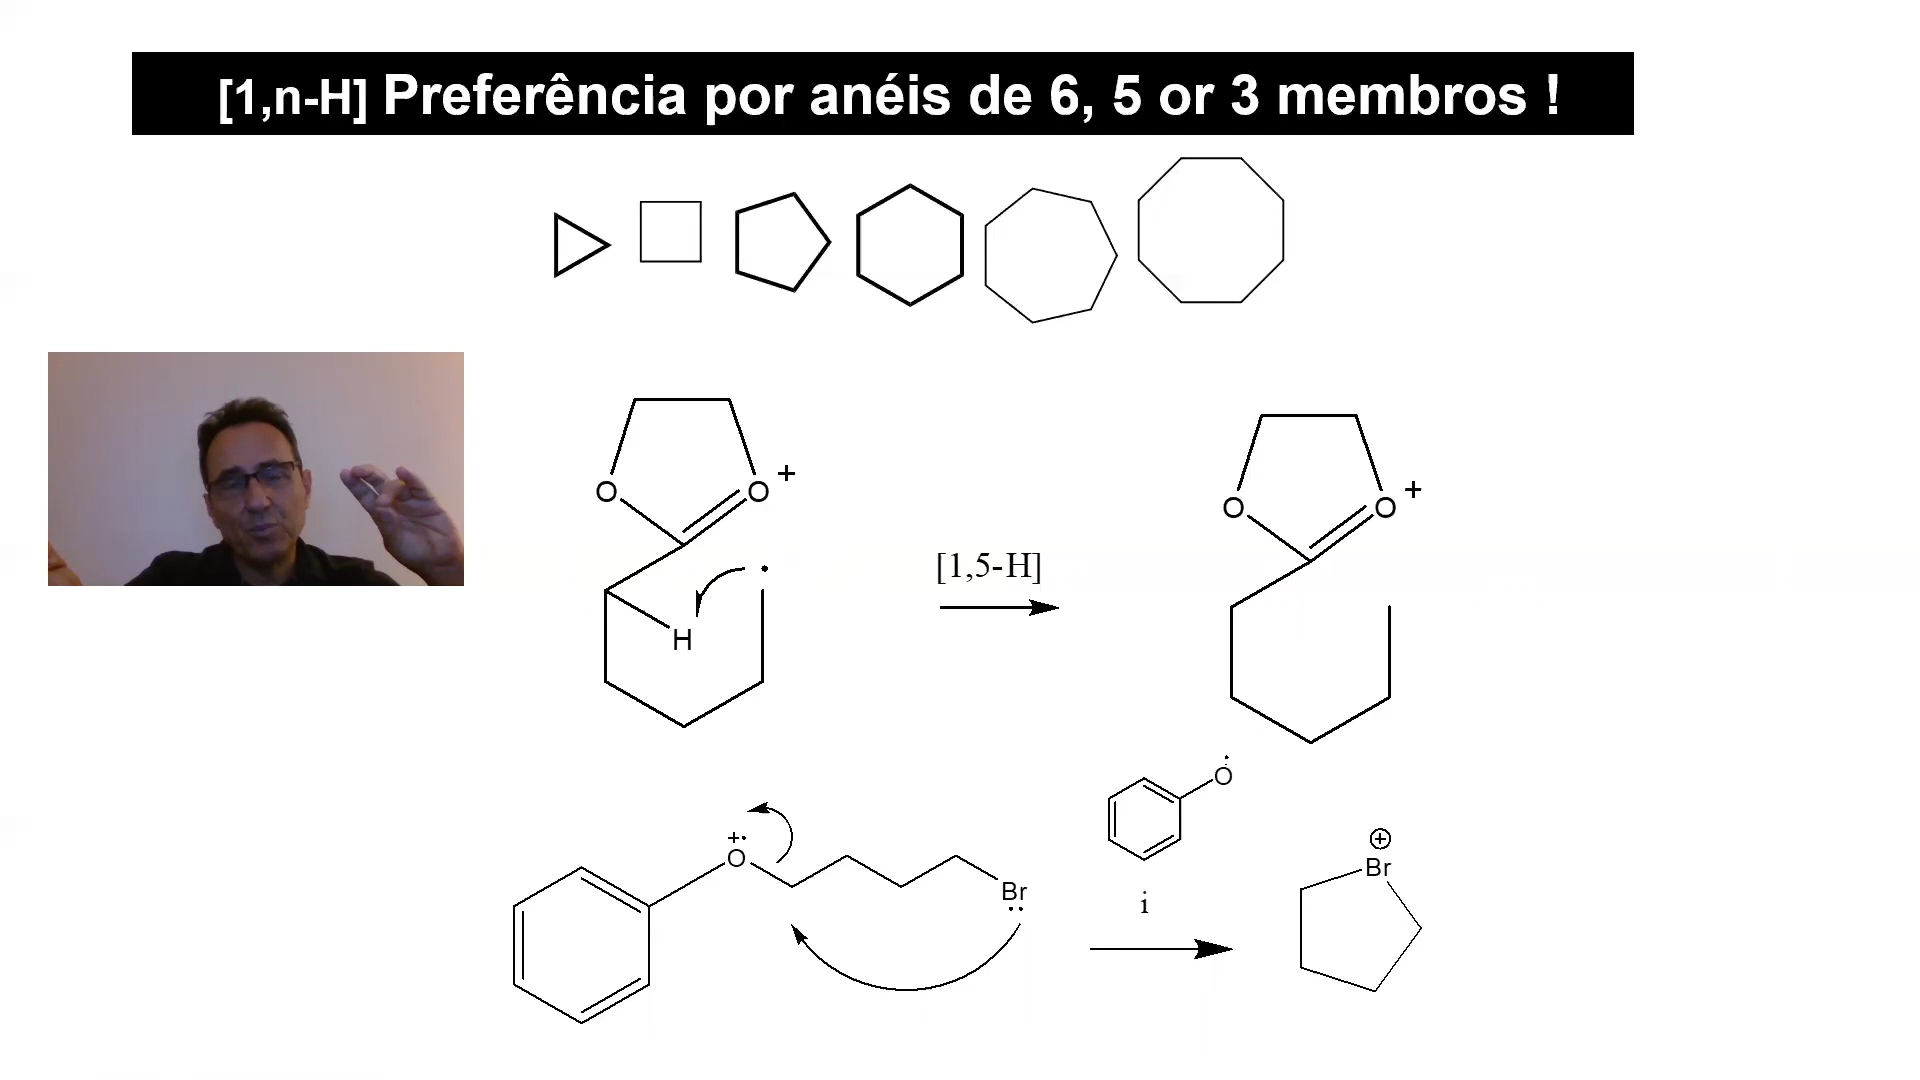 [1,n-H] Preferência por anéis de 6, 5 or 3 membros !
O O +
H
[1,5-H]
O O +
O
+·
O
Br
i
⊕
Br